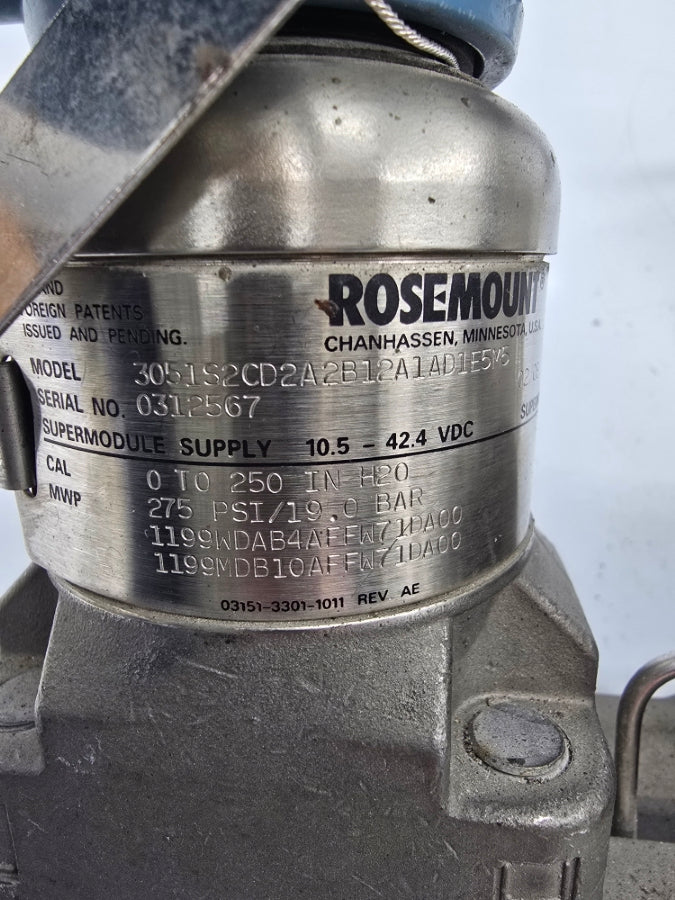 AND
FOREIGN PATENTS
ISSUED AND PENDING.
ROSEMOUNT®
CHANHASSEN, MINNESOTA, U.S.A.
MODEL 3051S2CD2A2B12A1AD1E5M5
SERIAL NO. 0312567
SUPERMODULE SUPPLY 10.5 - 42.4 VDC
CAL 0 TO 250 IN H2O
MWP 275 PSI/19.0 BAR
1199WDAB4AFFW71DA00
1199MDB10AFFW71DA00
03151-3301-1011 REV AE